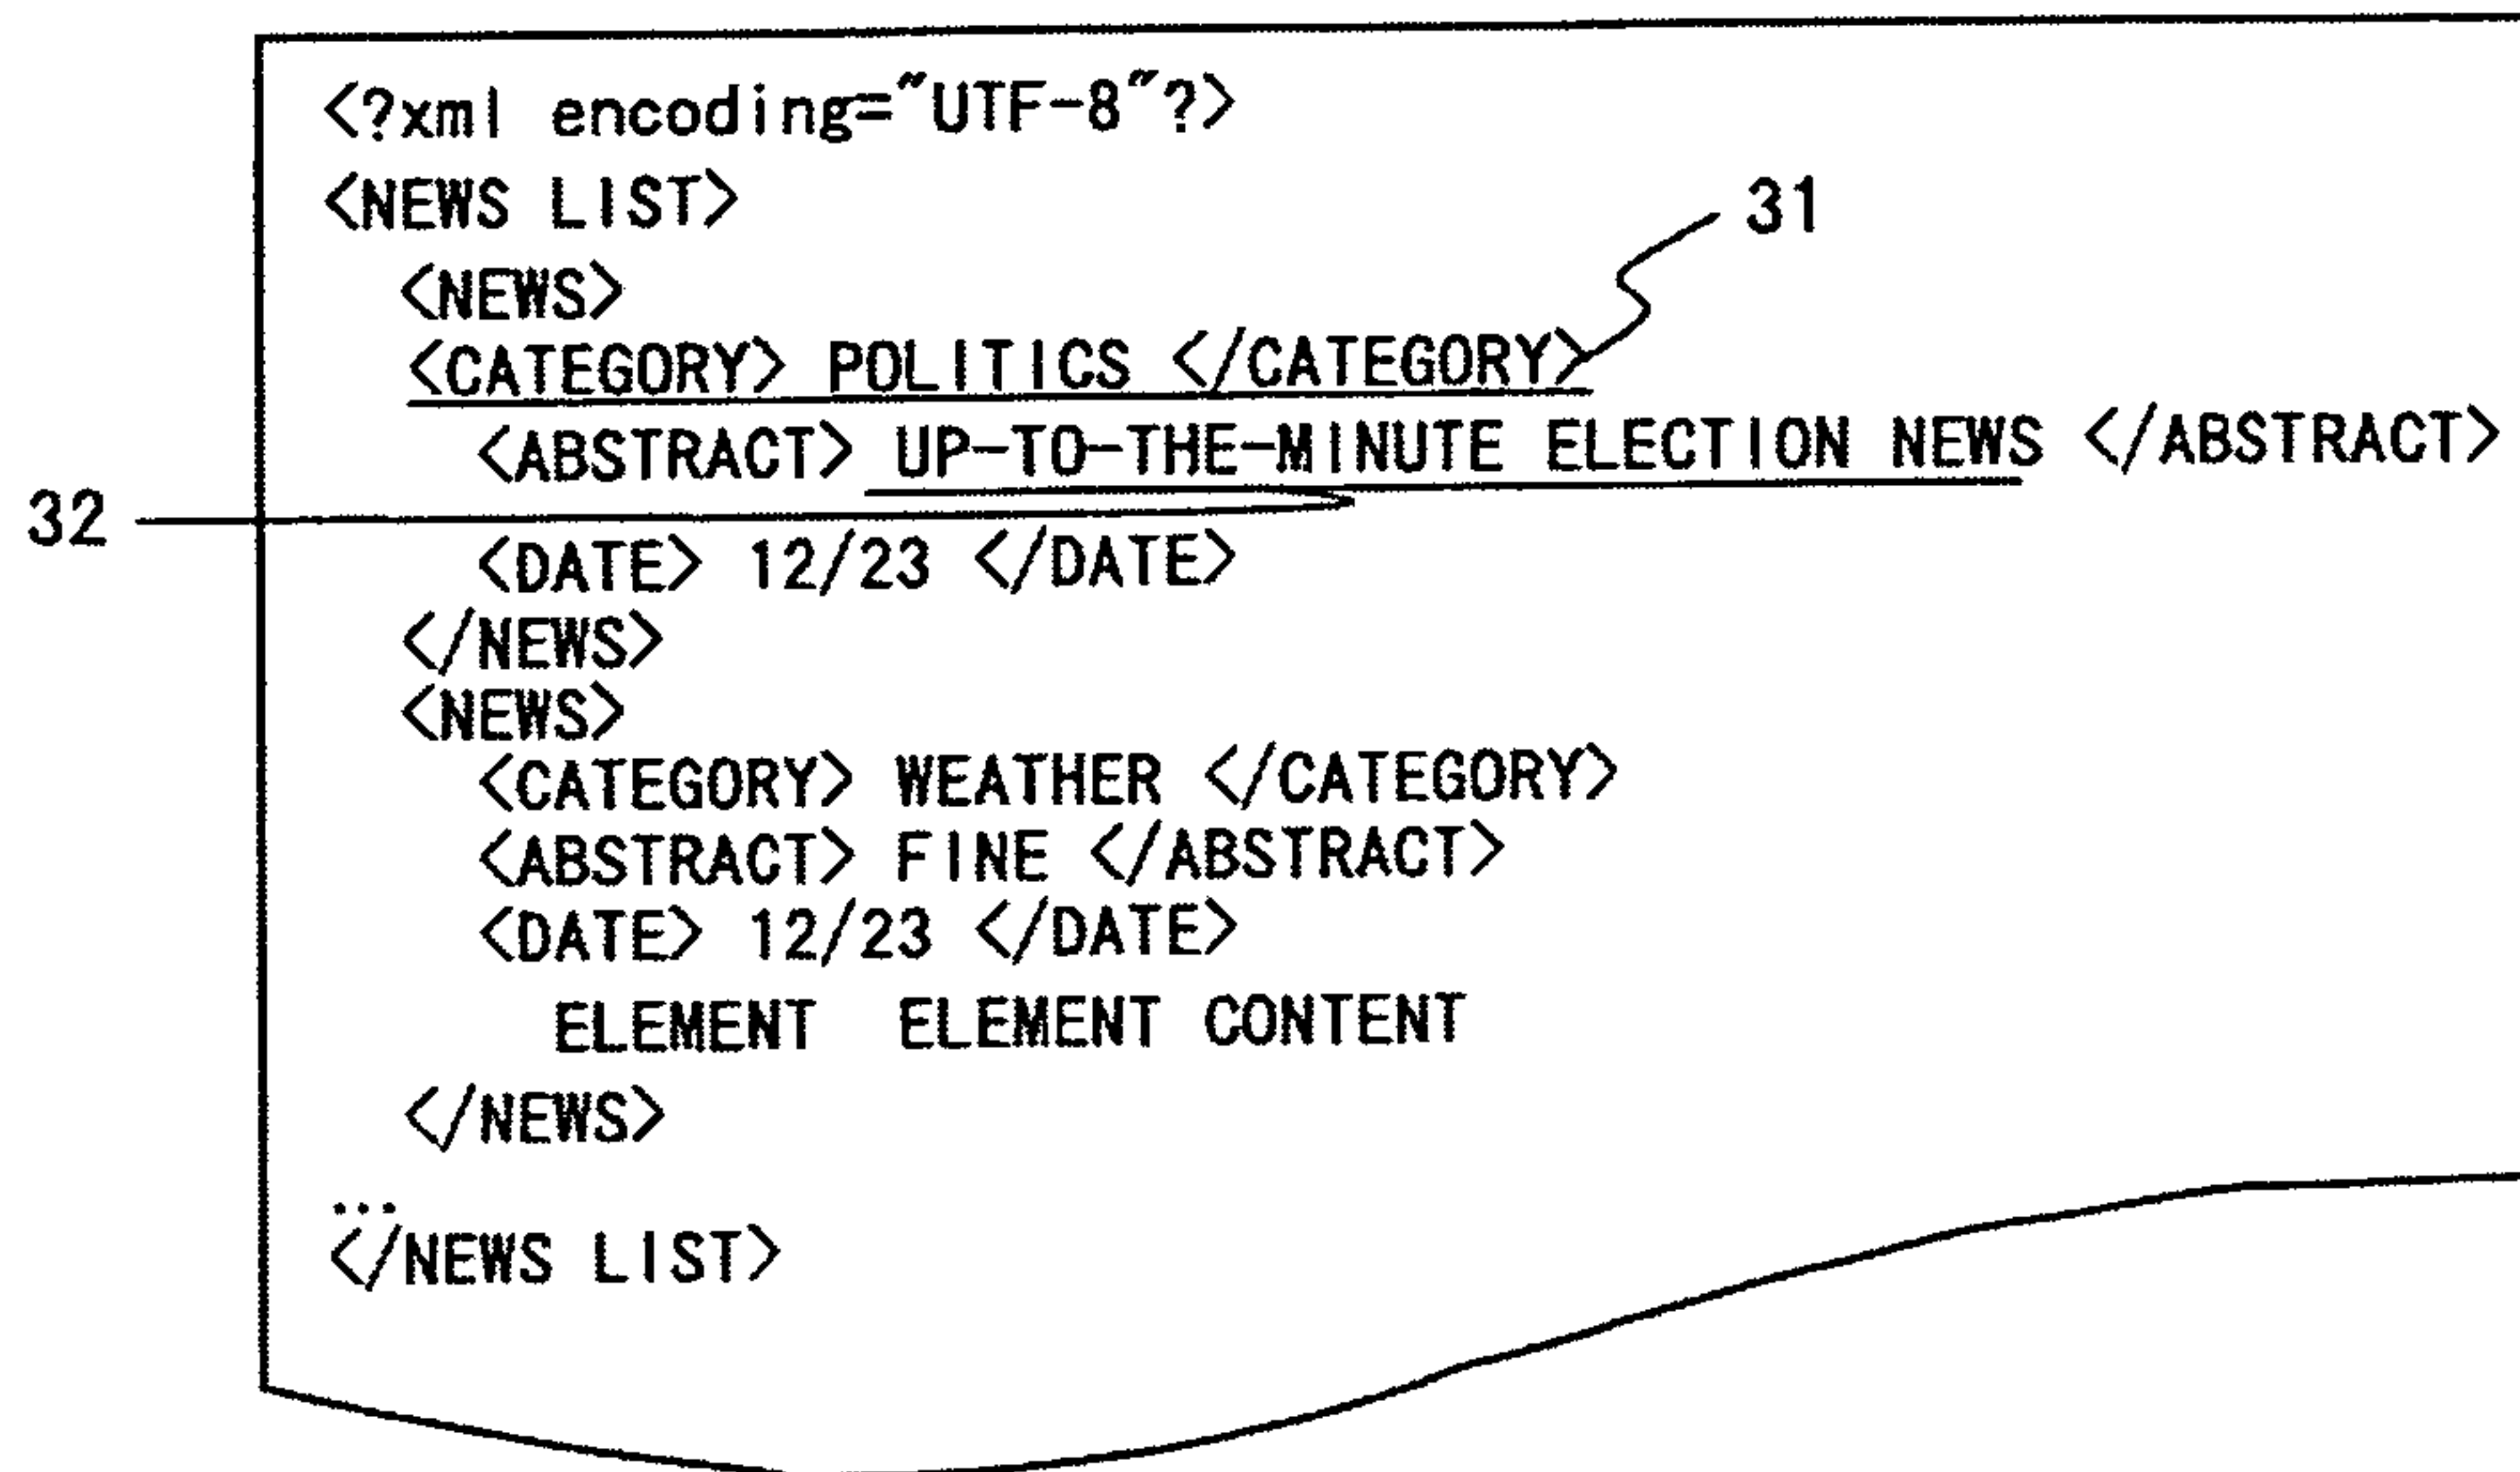 <?xml encoding="UTF-8"?>
<NEWS LIST>
31
<NEWS>
<CATEGORY> POLITICS </CATEGORY>
<ABSTRACT> UP-TO-THE-MINUTE ELECTION NEWS </ABSTRACT>
32
<DATE> 12/23 </DATE>
</NEWS>
<NEWS>
<CATEGORY> WEATHER </CATEGORY>
<ABSTRACT> FINE </ABSTRACT>
<DATE> 12/23 </DATE>
ELEMENT ELEMENT CONTENT
</NEWS>
...
</NEWS LIST>